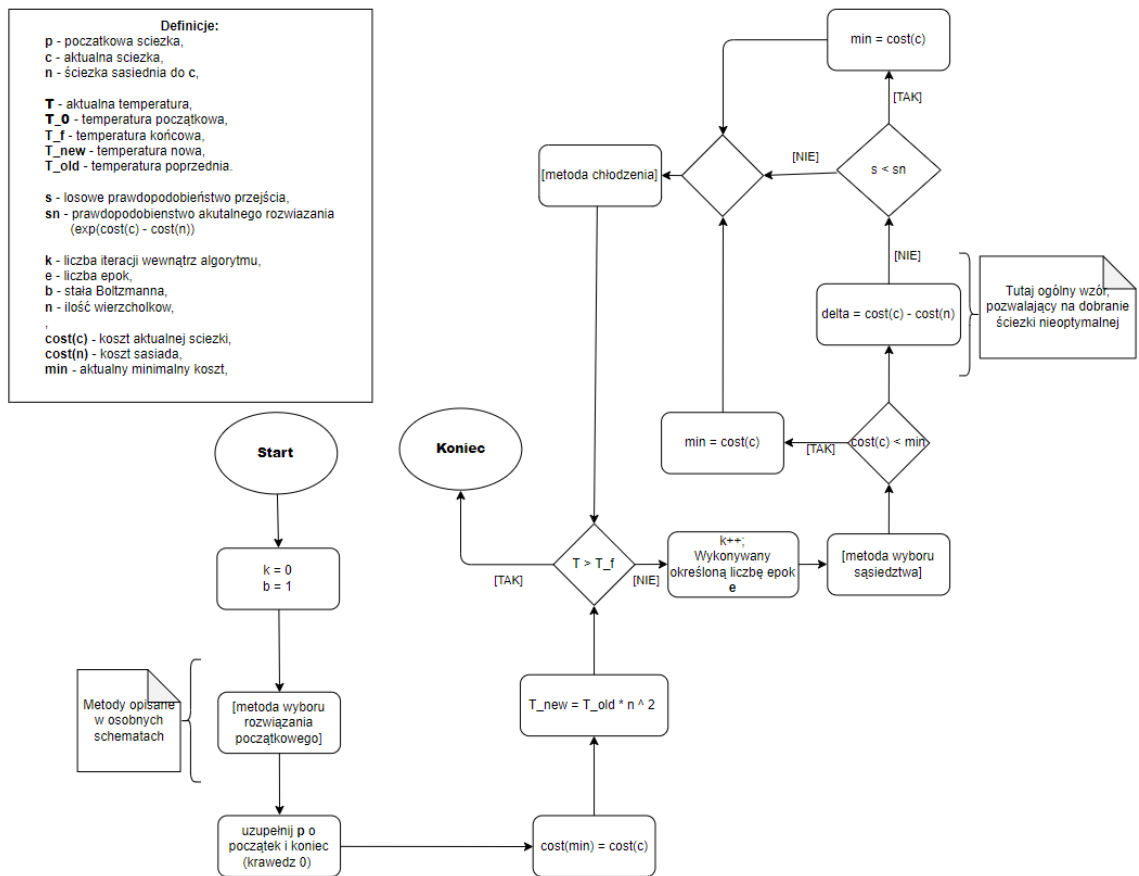 Definicje:
p - poczatkowa sciezka,
c - aktualna sciezka,
n - ścieżka sasiednia do c,
T - aktualna temperatura,
T_0 - temperatura początkowa,
T_f - temperatura końcowa,
T_new - temperatura nowa,
T_old - temperatura poprzednia.
s - losowe prawdopodobieństwo przejścia,
sn - prawdopodobienstwo akutalnego rozwiazania
(exp(cost(c) - cost(n))
k - liczba iteracji wewnątrz algorytmu,
e - liczba epok,
b - stała Boltzmanna,
n - ilość wierzcholkow,
,
cost(c) - koszt aktualnej sciezki,
cost(n) - koszt sasiada,
min - aktualny minimalny koszt,
Start
k = 0
b = 1
Metody opisane
w osobnych
schematach
[metoda wyboru
rozwiązania
początkowego]
uzupełnij p o
początek i koniec
(krawedz 0)
cost(min) = cost(c)
T_new = T_old * n ^ 2
T > T_f
[TAK]
Koniec
[NIE]
k++;
Wykonywany
określoną liczbę epok
e
[metoda wyboru
sąsiedztwa]
cost(c) < min
[TAK]
min = cost(c)
delta = cost(c) - cost(n)
Tutaj ogólny wzór,
pozwalający na dobranie
ścieżki nieoptymalnej
[NIE]
s < sn
[NIE]
[TAK]
min = cost(c)
[metoda chłodzenia]